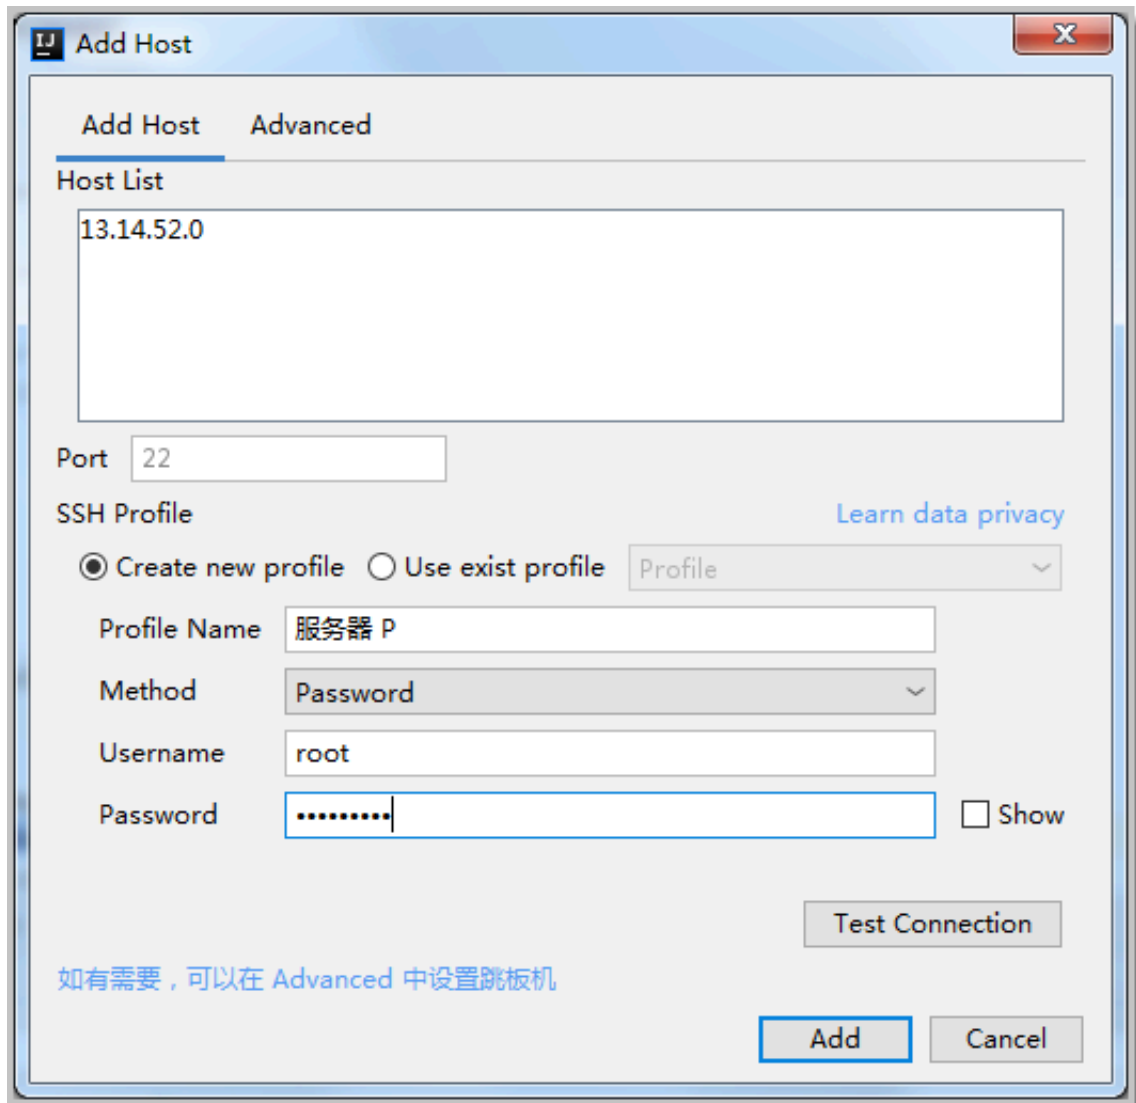 IJ Add Host
Add Host Advanced
Host List
13.14.52.0
Port 22
SSH Profile Learn data privacy
Create new profile Use exist profile Profile
Profile Name 服务器 P
Method Password
Username root
Password ••••••••• Show
Test Connection
如有需要，可以在 Advanced 中设置跳板机
Add Cancel